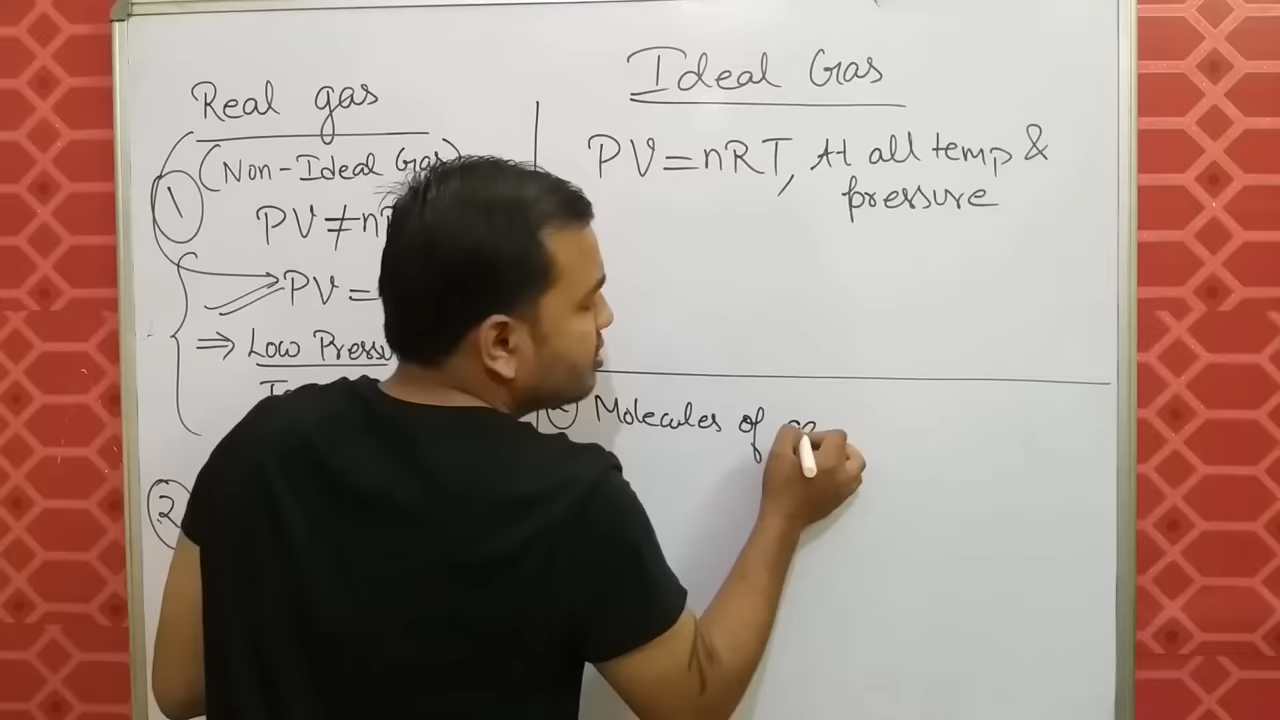 Real gas
(Non-Ideal Gas)
1
PV ≠ n
PV =
⇒ Low Pressu
2
Ideal Gas
PV = nRT, At all temp &
pressure
Molecules of